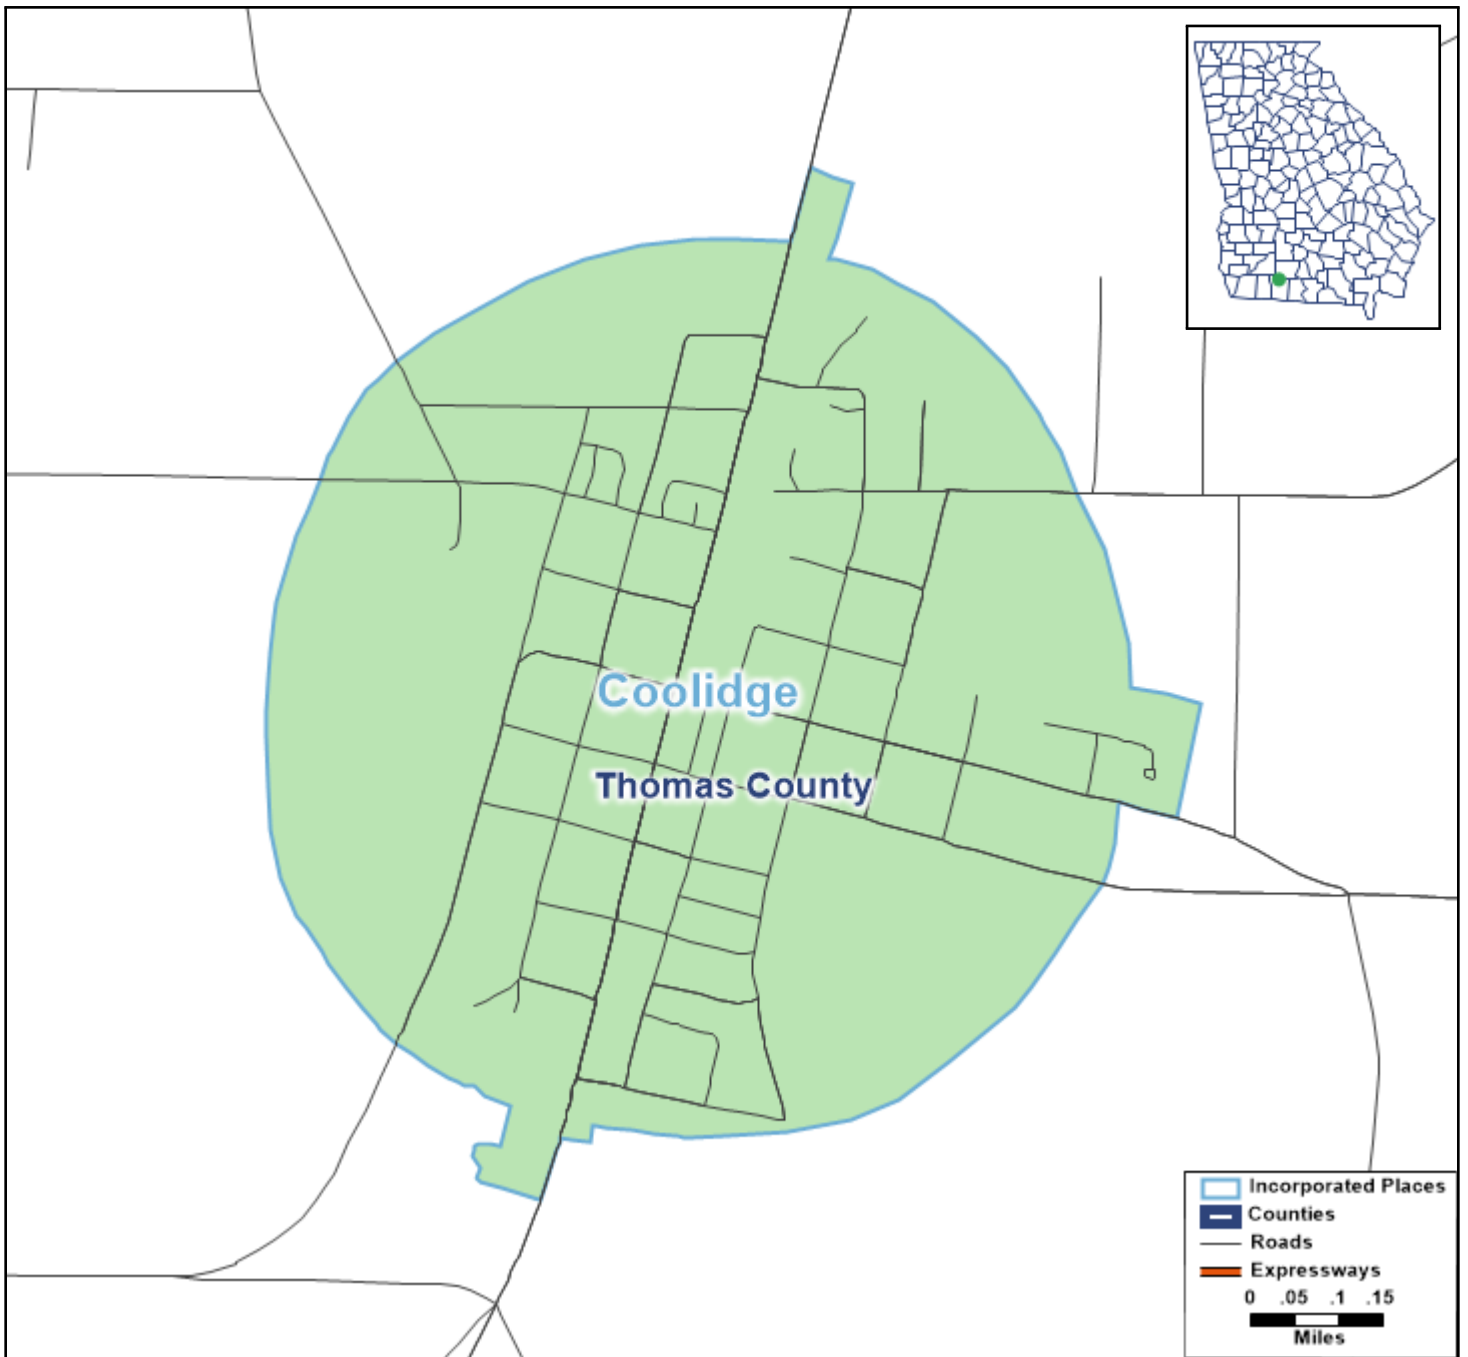 Coolidge
Thomas County
Incorporated Places
Counties
Roads
Expressways
0 .05 .1 .15
Miles